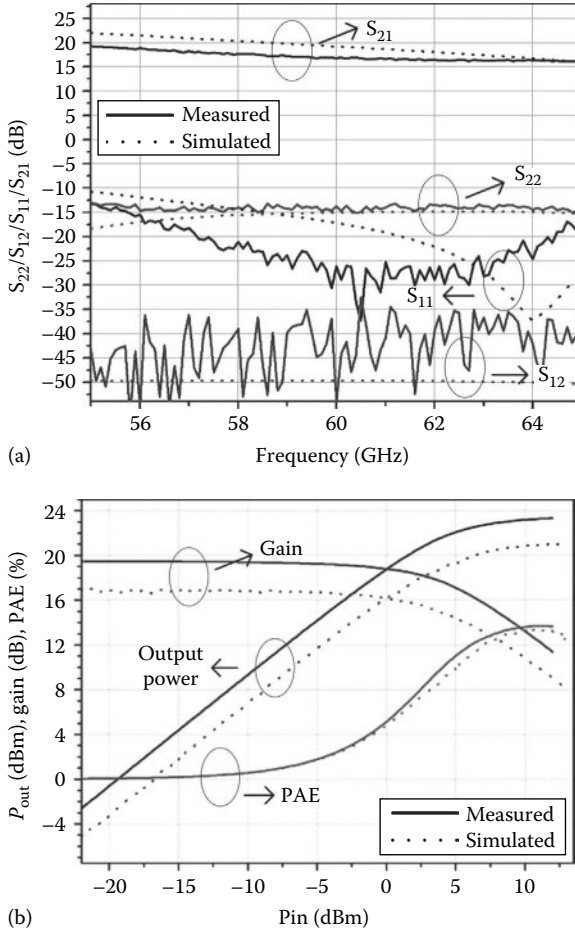 25
20
15
10
5
0
−5
−10
−15
−20
−25
−30
−35
−40
−45
−50
S22/S12/S11/S21 (dB)
S21
Measured
Simulated
S22
S11
S12
56 58 60 62 64
(a) Frequency (GHz)
24
20
16
12
8
4
0
−4
Pout (dBm), gain (dB), PAE (%)
Gain
Output
power
PAE
Measured
Simulated
−20 −15 −10 −5 0 5 10
(b) Pin (dBm)